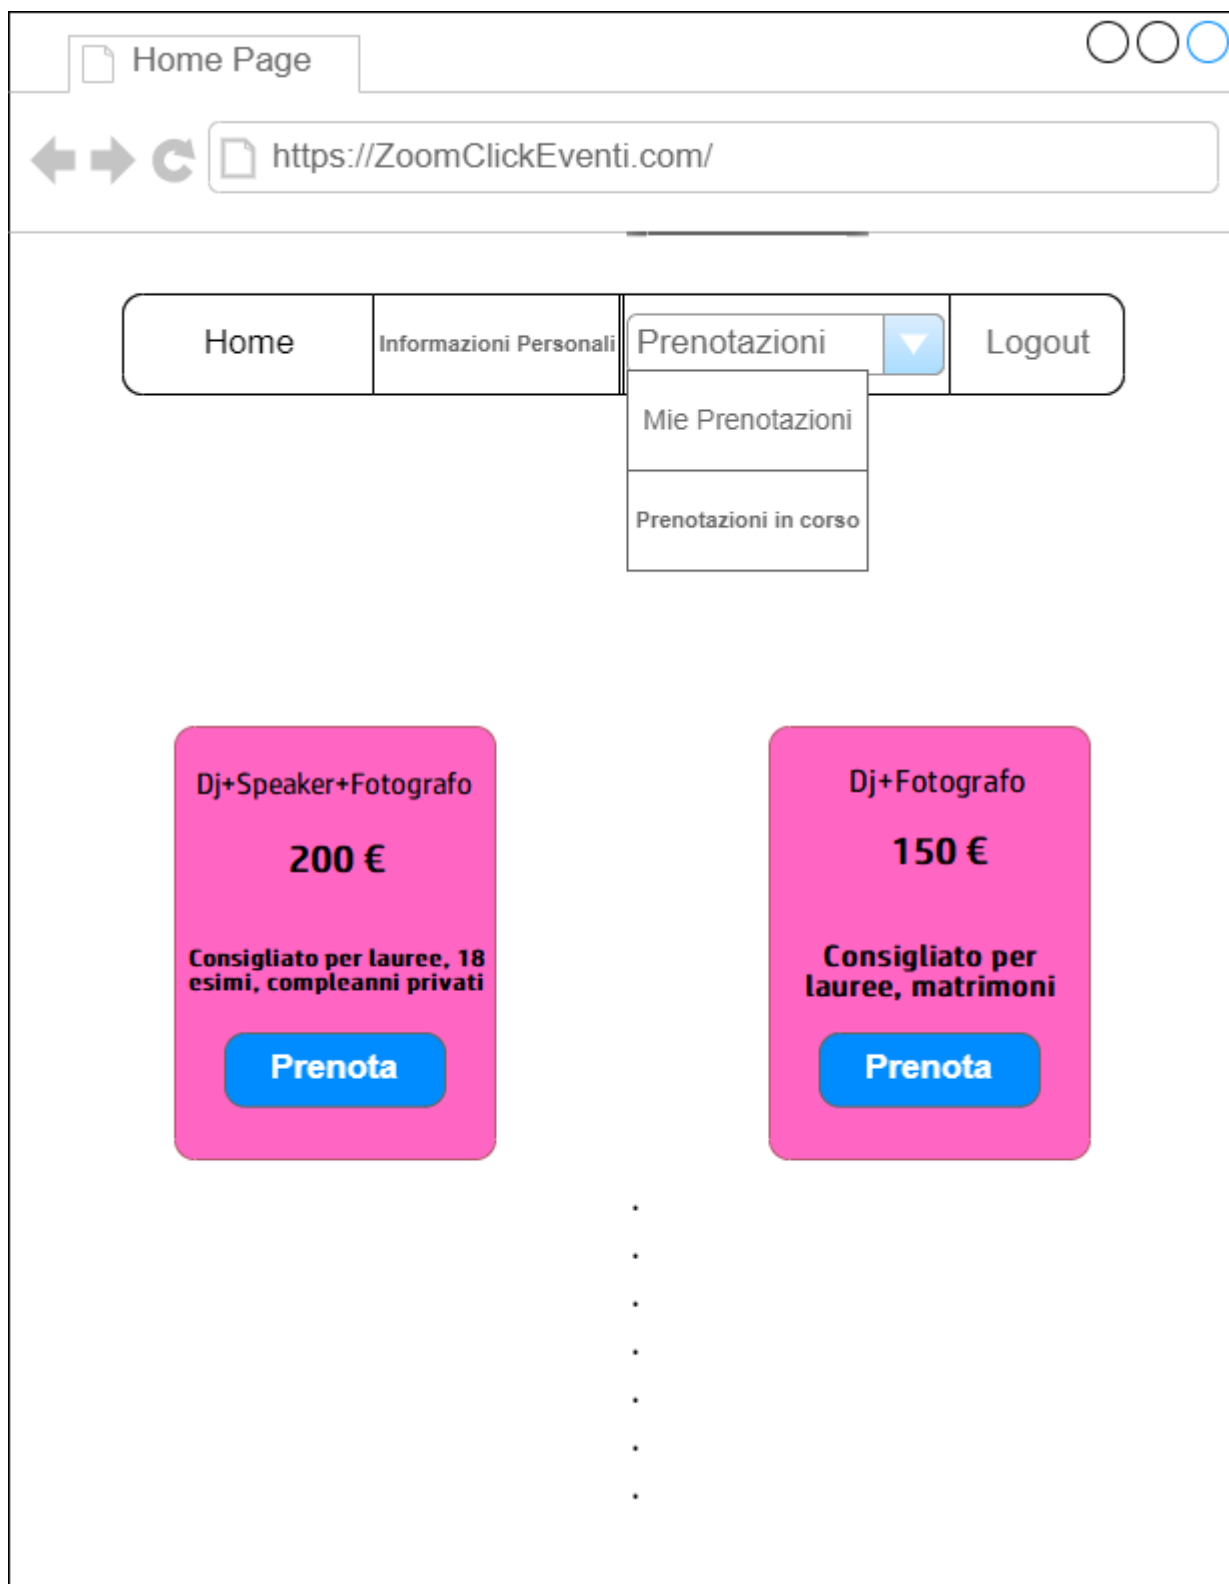 Home Page
https://ZoomClickEventi.com/
Home
Informazioni Personali
Prenotazioni
Logout
Mie Prenotazioni
Prenotazioni in corso
Dj+Speaker+Fotografo
200 €
Consigliato per lauree, 18
esimi, compleanni privati
Prenota
Dj+Fotografo
150 €
Consigliato per
lauree, matrimoni
Prenota
.
.
.
.
.
.
.